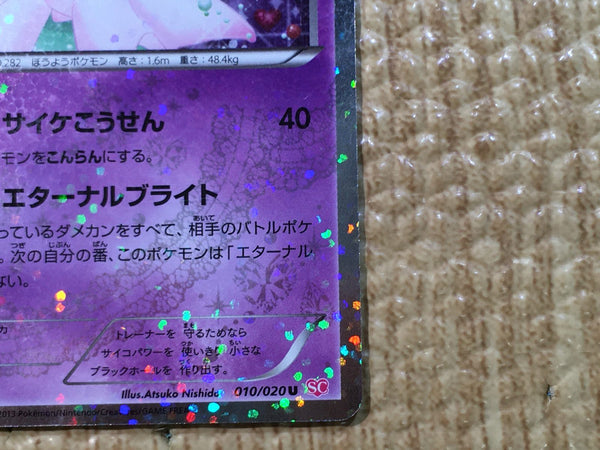 .282 ほうようポケモン 高さ：1.6m 重さ：48.4kg
サイケこうせん 40
モンをこんらんにする。
エターナルブライト
っているダメカンをすべて、相手のバトルポケ
。次の自分の番、このポケモンは「エターナル
ない。
トレーナーを 守るためなら
サイコパワーを 使いきい 小さな
ブラックホールを 作り出す。
Illus.Atsuko Nishida 010/020 U SC
2013 Pokémon/Nintendo/Creatures/GAME FREAK